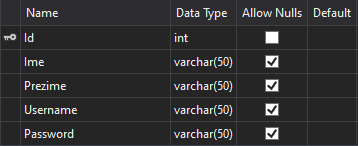 Name Data Type Allow Nulls Default
Id int
Ime varchar(50)
Prezime varchar(50)
Username varchar(50)
Password varchar(50)